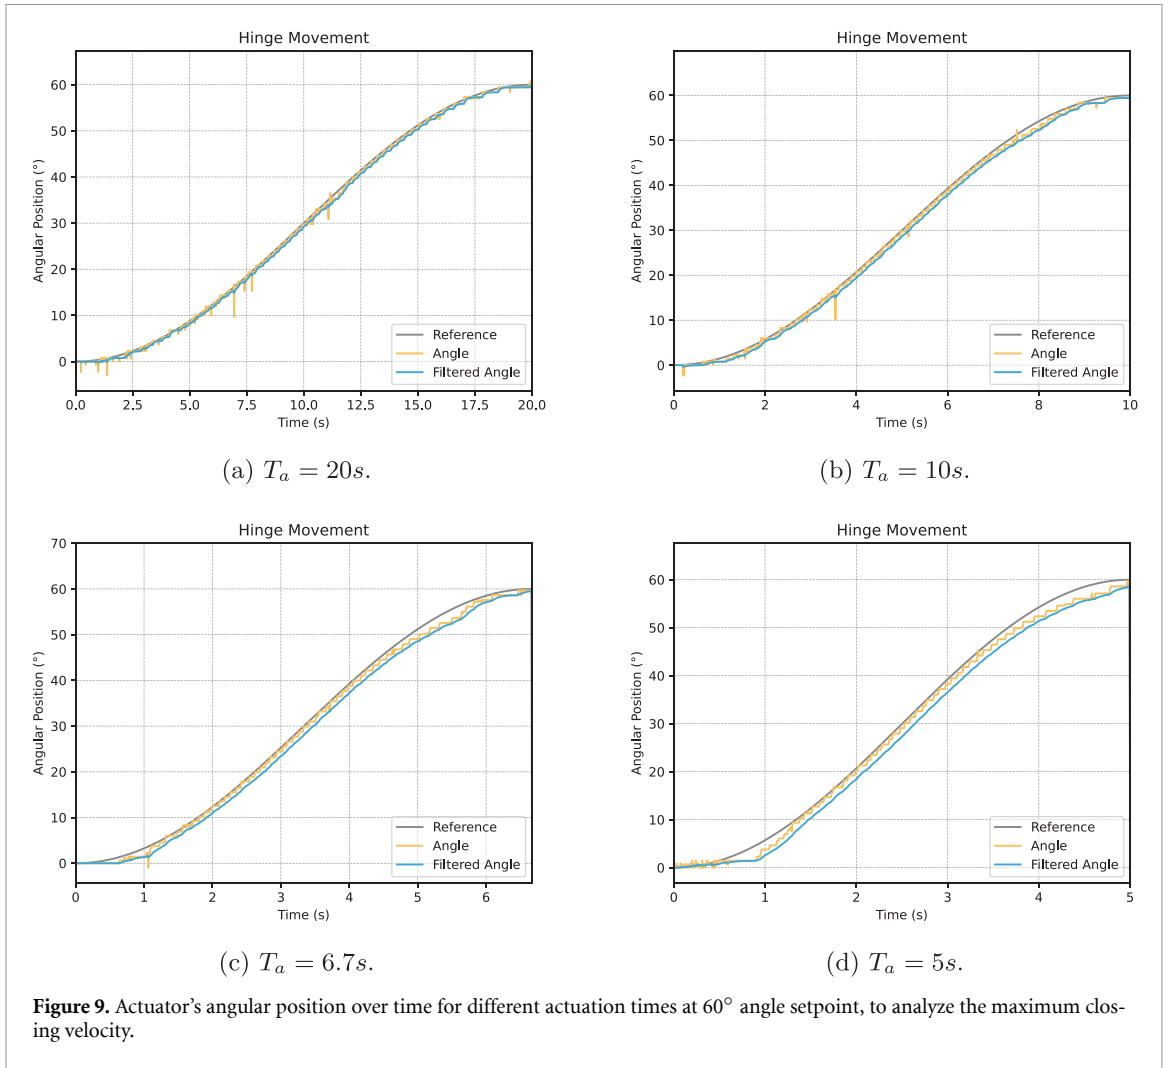 Hinge Movement
Angular Position (°)
60
50
40
30
20
10
0
0.0 2.5 5.0 7.5 10.0 12.5 15.0 17.5 20.0
Time (s)
Reference
Angle
Filtered Angle
(a) T_a = 20s.
Hinge Movement
Angular Position (°)
60
50
40
30
20
10
0
0 2 4 6 8 10
Time (s)
Reference
Angle
Filtered Angle
(b) T_a = 10s.
Hinge Movement
Angular Position (°)
70
60
50
40
30
20
10
0
0 1 2 3 4 5 6
Time (s)
Reference
Angle
Filtered Angle
(c) T_a = 6.7s.
Hinge Movement
Angular Position (°)
60
50
40
30
20
10
0
0 1 2 3 4 5
Time (s)
Reference
Angle
Filtered Angle
(d) T_a = 5s.
Figure 9. Actuator's angular position over time for different actuation times at 60° angle setpoint, to analyze the maximum clos-
ing velocity.